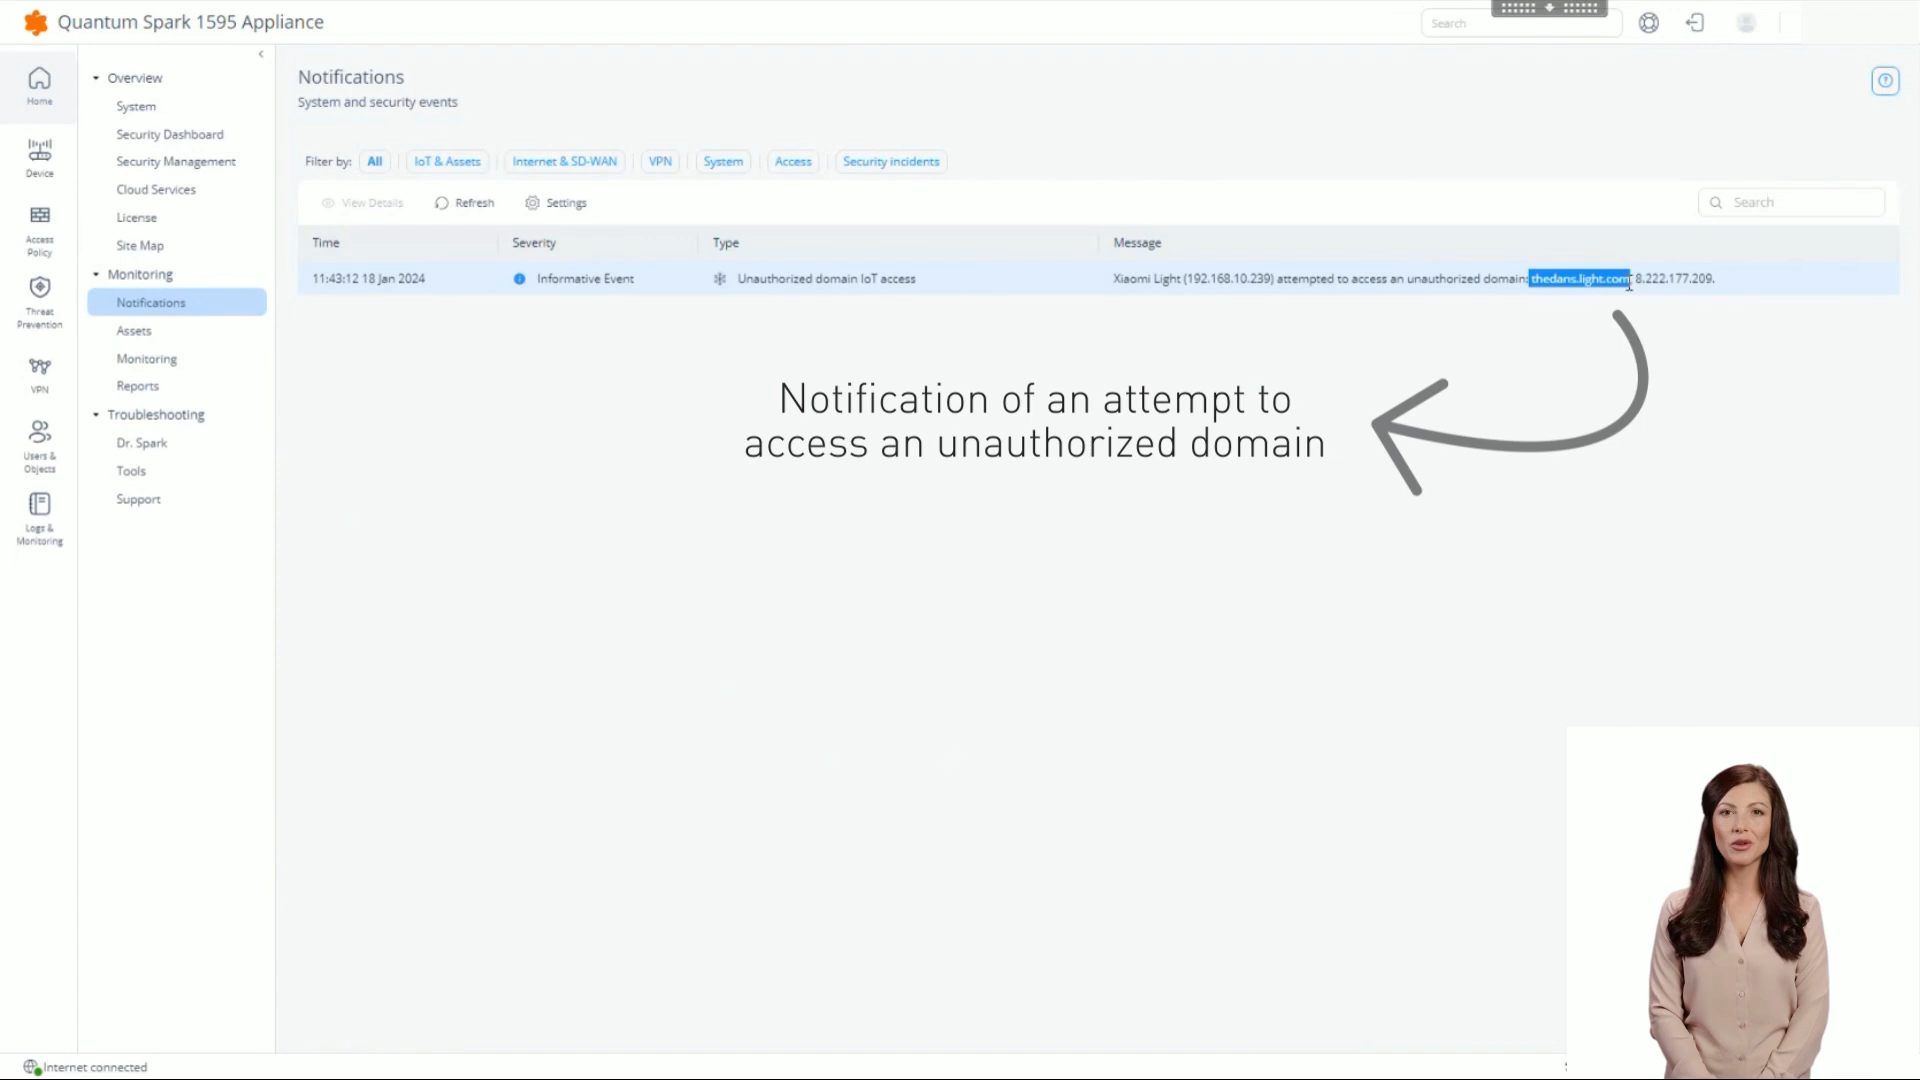 Quantum Spark 1595 Appliance
Search
Home
Device
Access
Policy
Threat
Prevention
VPN
Users &
Objects
Logs &
Monitoring
Overview
System
Security Dashboard
Security Management
Cloud Services
License
Site Map
Monitoring
Notifications
Assets
Monitoring
Reports
Troubleshooting
Dr. Spark
Tools
Support
Notifications
System and security events
Filter by: All IoT & Assets Internet & SD-WAN VPN System Access Security incidents
View Details Refresh Settings Search
Time Severity Type Message
11:43:12 18 Jan 2024 Informative Event Unauthorized domain IoT access Xiaomi Light (192.168.10.239) attempted to access an unauthorized domain: thedans.light.com, 8.222.177.209.
Notification of an attempt to
access an unauthorized domain
Internet connected